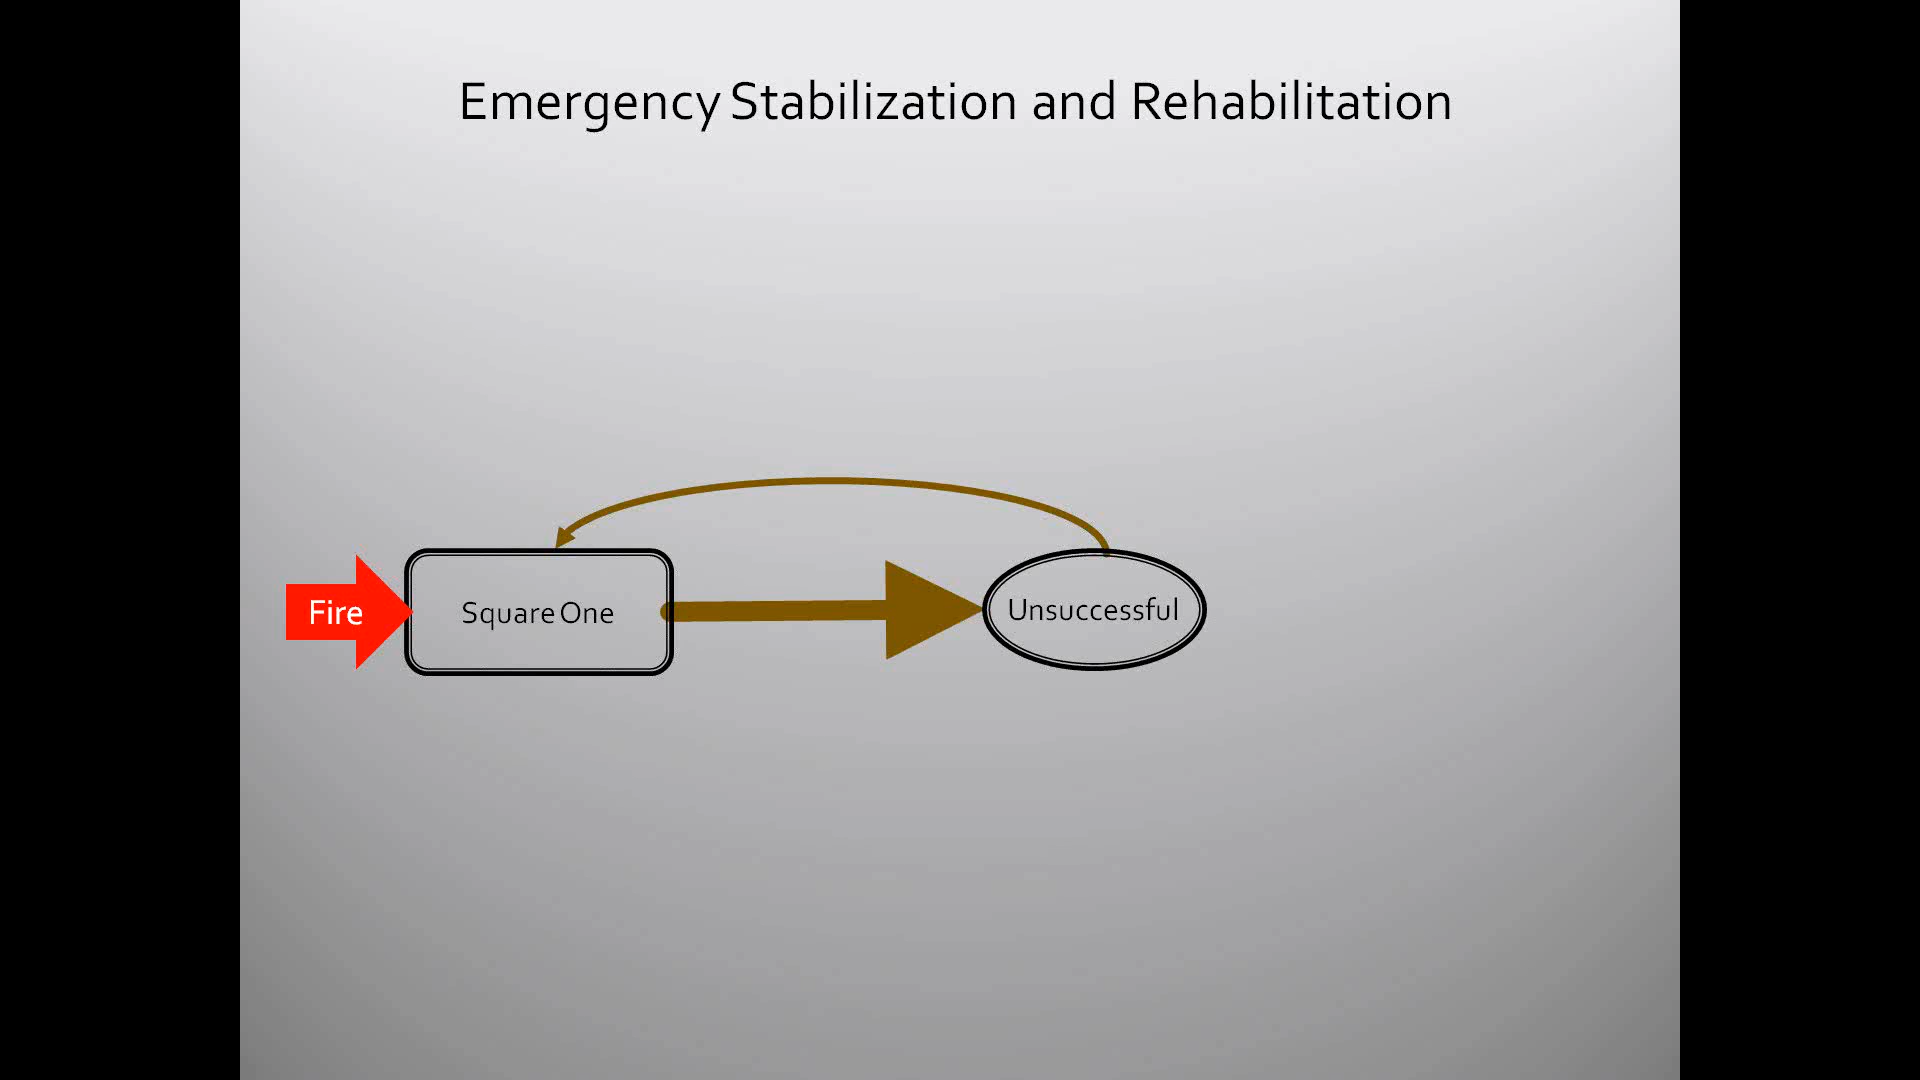 Emergency Stabilization and Rehabilitation
Fire
Square One
Unsuccessful